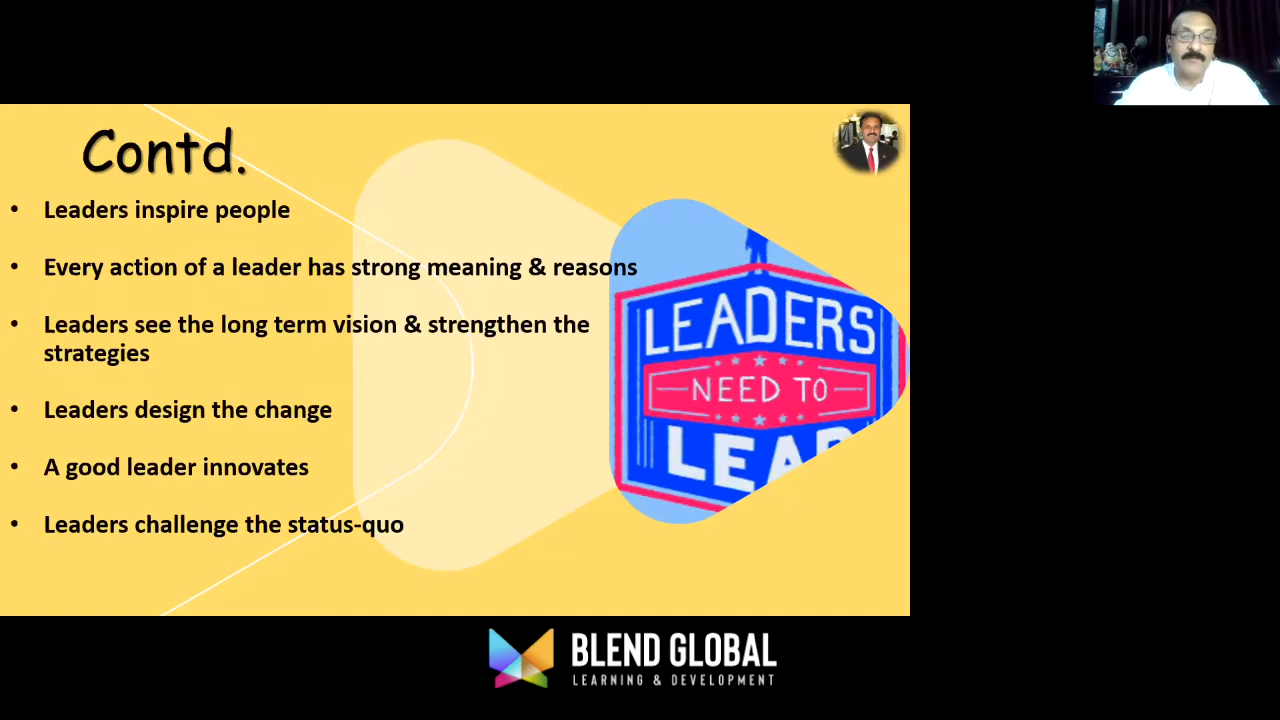 Contd.
• Leaders inspire people
• Every action of a leader has strong meaning & reasons
• Leaders see the long term vision & strengthen the
strategies
• Leaders design the change
• A good leader innovates
• Leaders challenge the status-quo
LEADERS
NEED TO
LEAD
BLEND GLOBAL
LEARNING & DEVELOPMENT